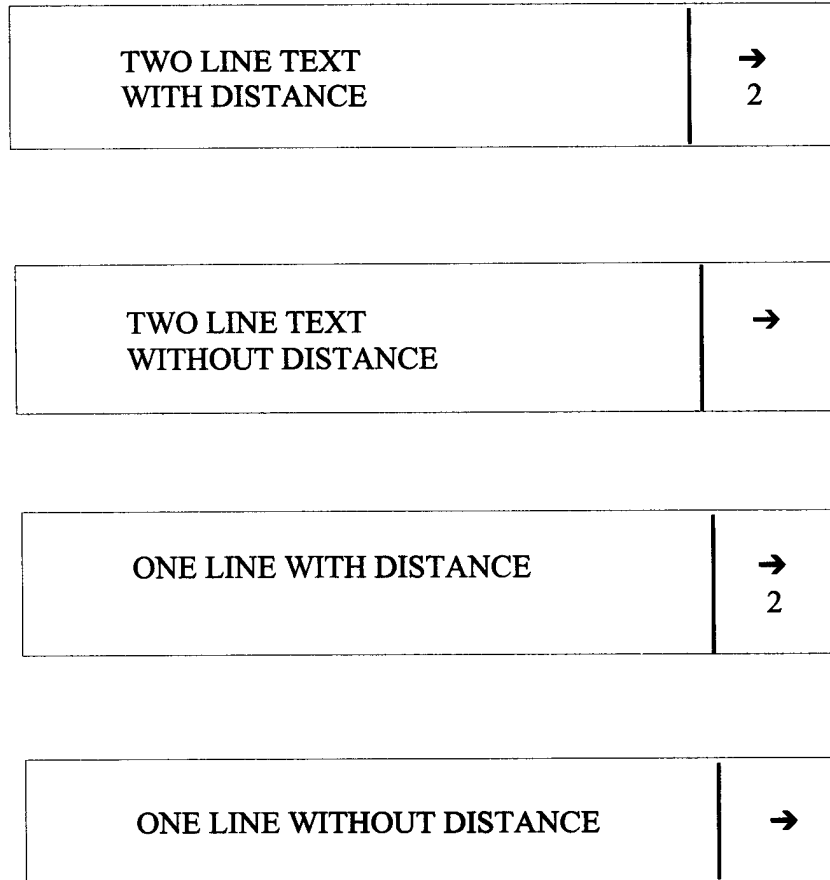 TWO LINE TEXT →
WITH DISTANCE 2
TWO LINE TEXT →
WITHOUT DISTANCE
ONE LINE WITH DISTANCE →
2
ONE LINE WITHOUT DISTANCE →